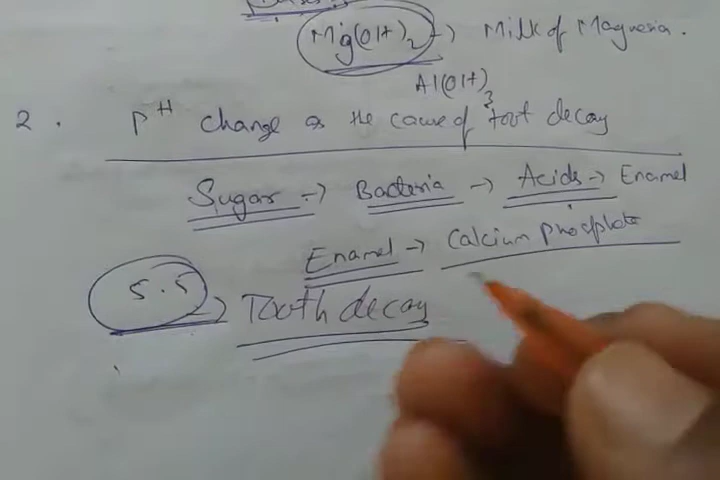 Mg(OH)2 -> Milk of Magnesia.
Al(OH)3
2. PH change as the cause of toot decay
Sugar -> Bacteria -> Acids -> Enamel
Enamel -> Calcium phosphate
5.5 -> Tooth decay